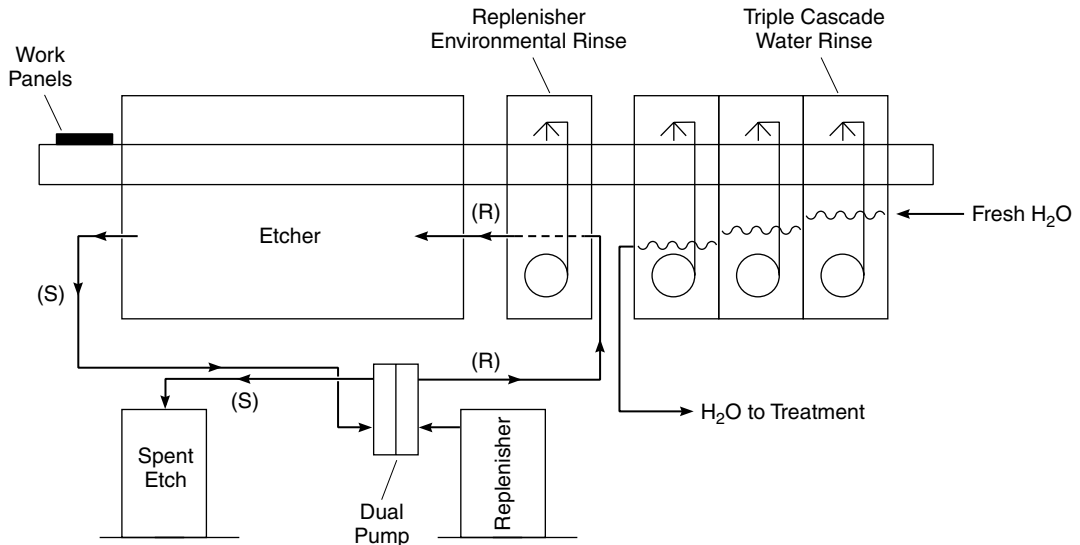 Replenisher
Environmental Rinse
Triple Cascade
Water Rinse
Work
Panels
(R)
Etcher
Fresh H₂O
(S)
(R)
(S)
H₂O to Treatment
Spent
Etch
Replenisher
Dual
Pump